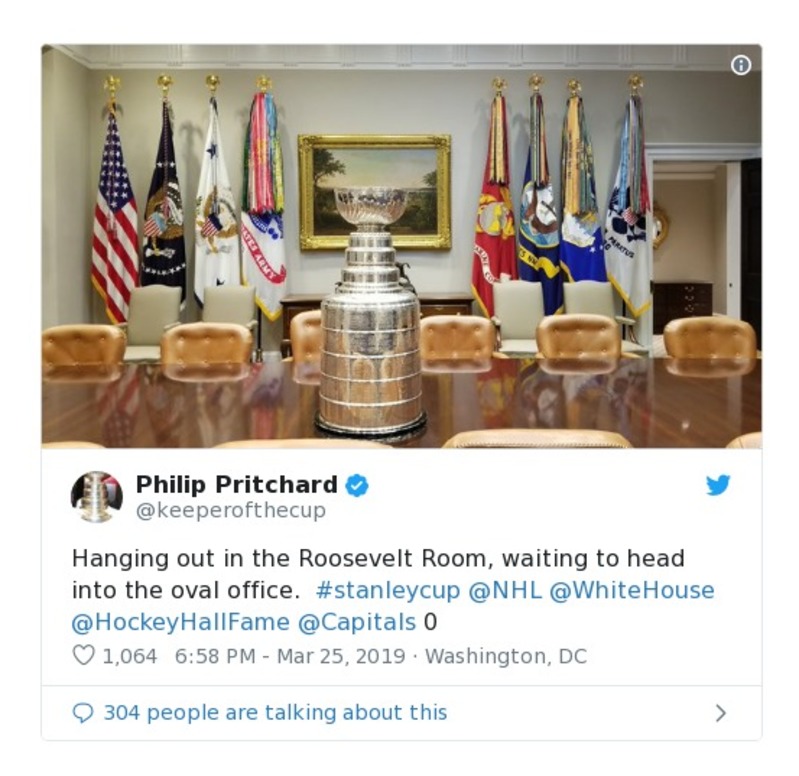 ARMY
PARATUS
Philip Pritchard
@keeperofthecup
Hanging out in the Roosevelt Room, waiting to head
into the oval office.  #stanleycup @NHL @WhiteHouse
@HockeyHallFame @Capitals 0
1,064 6:58 PM - Mar 25, 2019 · Washington, DC
304 people are talking about this